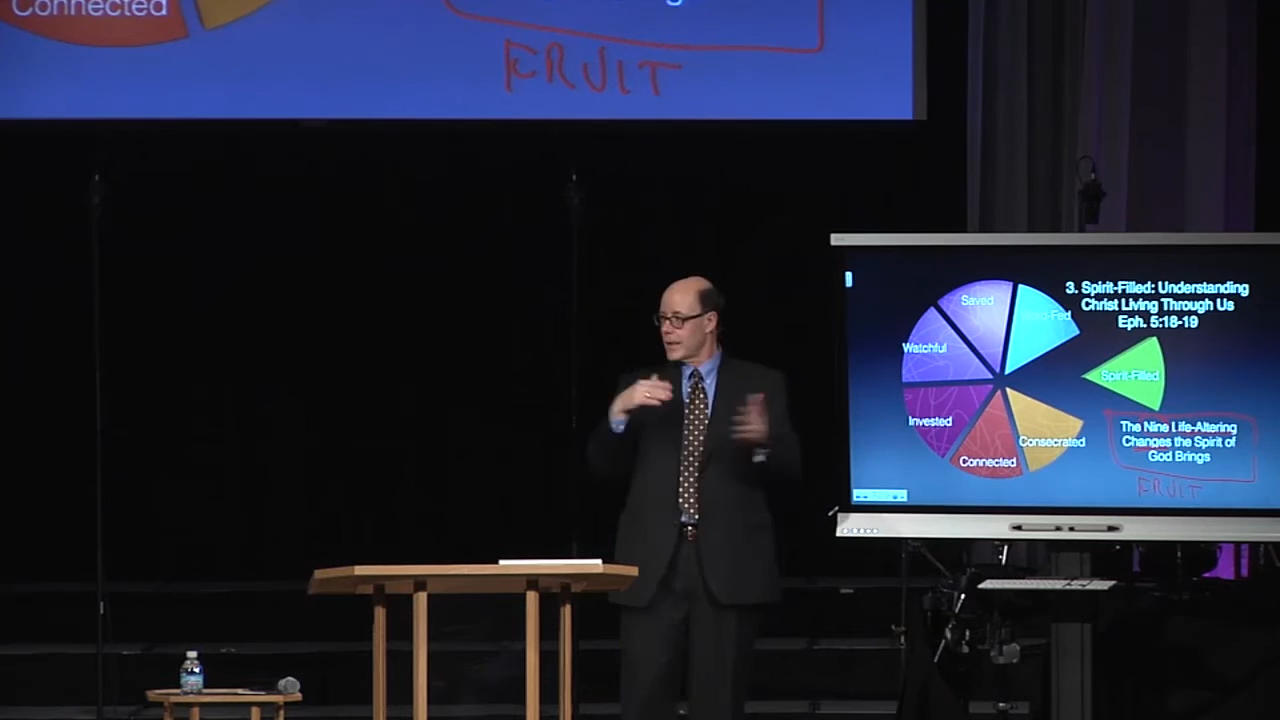 Connected
FRUIT
3. Spirit-Filled: Understanding
Christ Living Through Us
Eph. 5:18-19
Saved
Watchful
Spirit-Filled
Invested
Consecrated
Connected
The Nine Life-Altering
Changes the Spirit of
God Brings
FRUIT